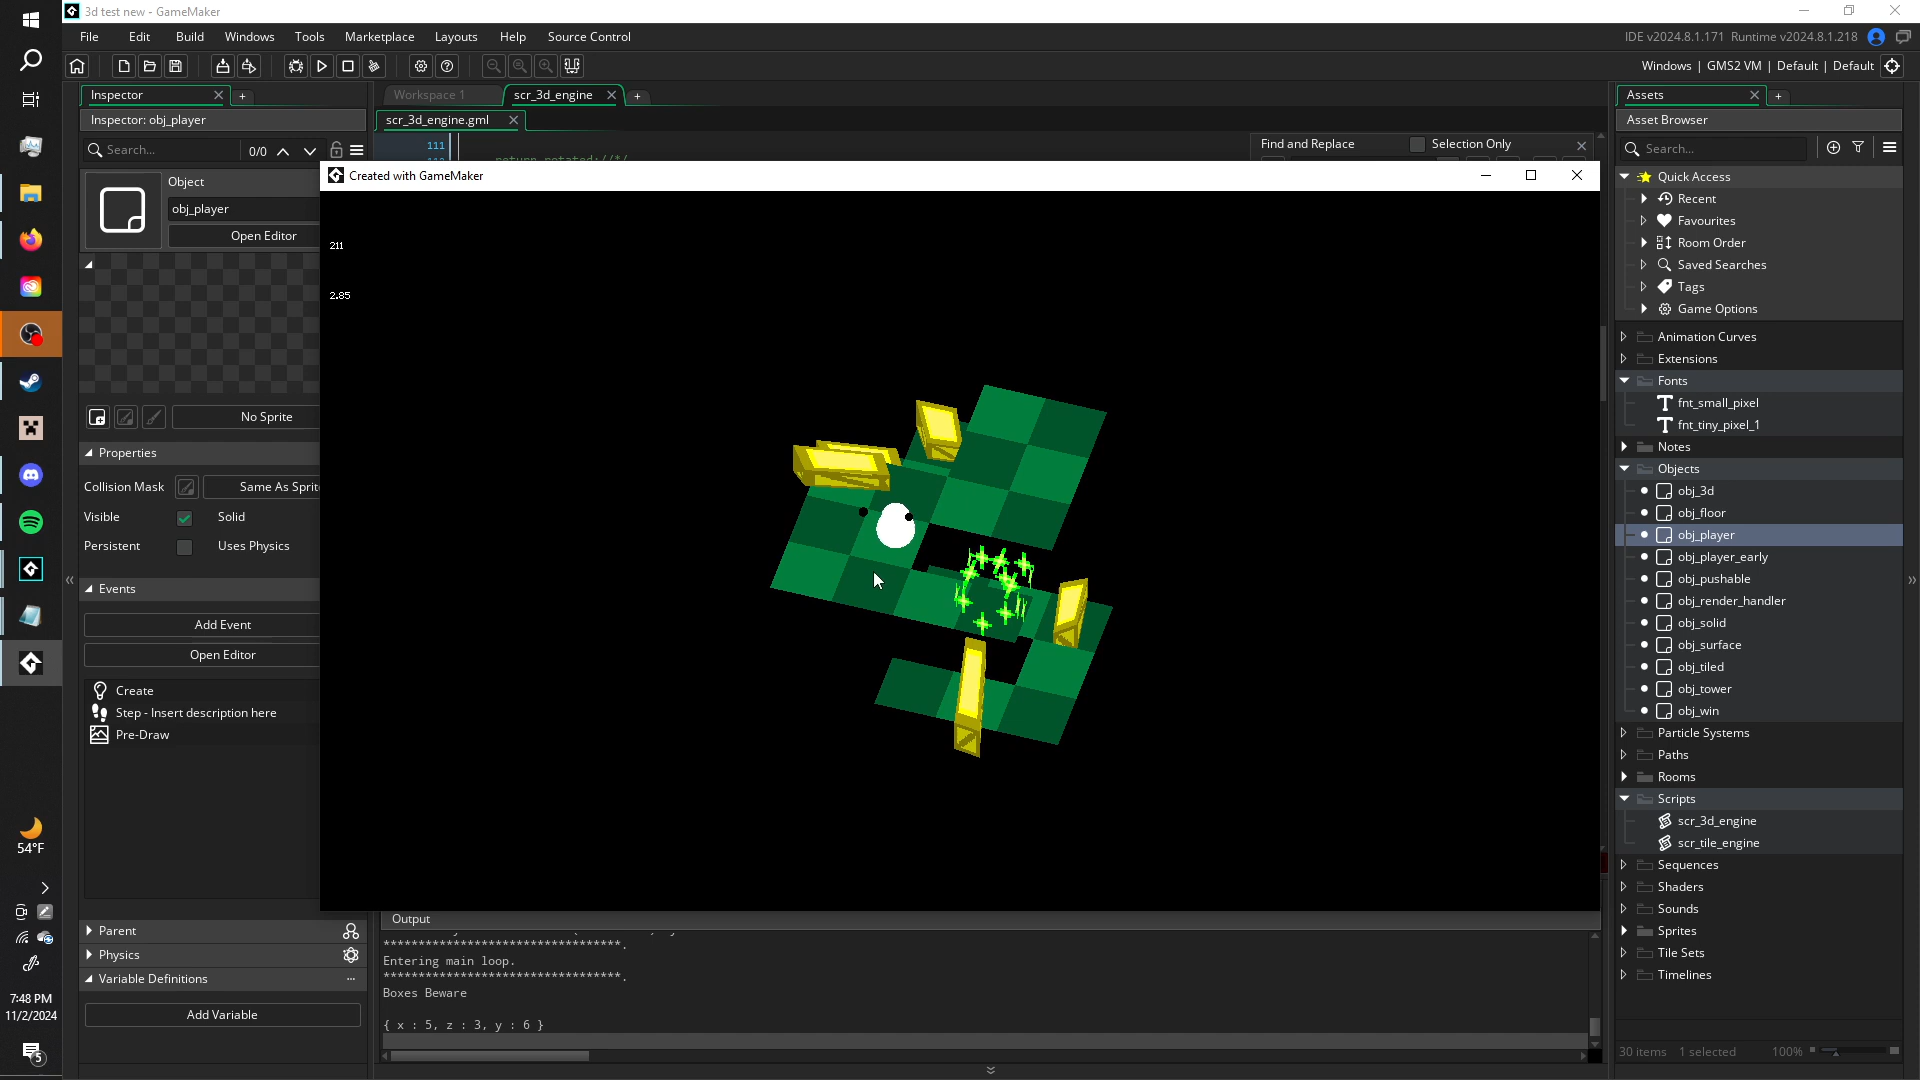 3d test new - GameMaker
File Edit Build Windows Tools Marketplace Layouts Help Source Control
IDE v2024.8.1.171 Runtime v2024.8.1.218
Windows | GMS2 VM | Default | Default
Inspector
Workspace 1
scr_3d_engine
Assets
Inspector: obj_player
scr_3d_engine.gml
Asset Browser
111
Find and Replace
Selection Only
Search...
0/0
Search...
return rotated;//*/
Object
obj_player
Open Editor
Created with GameMaker
211
2.85
No Sprite
Properties
Collision Mask
Same As Sprit
Visible
Solid
Persistent
Uses Physics
Events
Add Event
Open Editor
Create
Step - Insert description here
Pre-Draw
Parent
Physics
Variable Definitions
Add Variable
Output
**********************************.
Entering main loop.
**********************************.
Boxes Beware
{ x : 5, z : 3, y : 6 }
Quick Access
Recent
Favourites
Room Order
Saved Searches
Tags
Game Options
Animation Curves
Extensions
Fonts
fnt_small_pixel
fnt_tiny_pixel_1
Notes
Objects
obj_3d
obj_floor
obj_player
obj_player_early
obj_pushable
obj_render_handler
obj_solid
obj_surface
obj_tiled
obj_tower
obj_win
Particle Systems
Paths
Rooms
Scripts
scr_3d_engine
scr_tile_engine
Sequences
Shaders
Sounds
Sprites
Tile Sets
Timelines
30 items 1 selected 100%
54°F
7:48 PM
11/2/2024
5